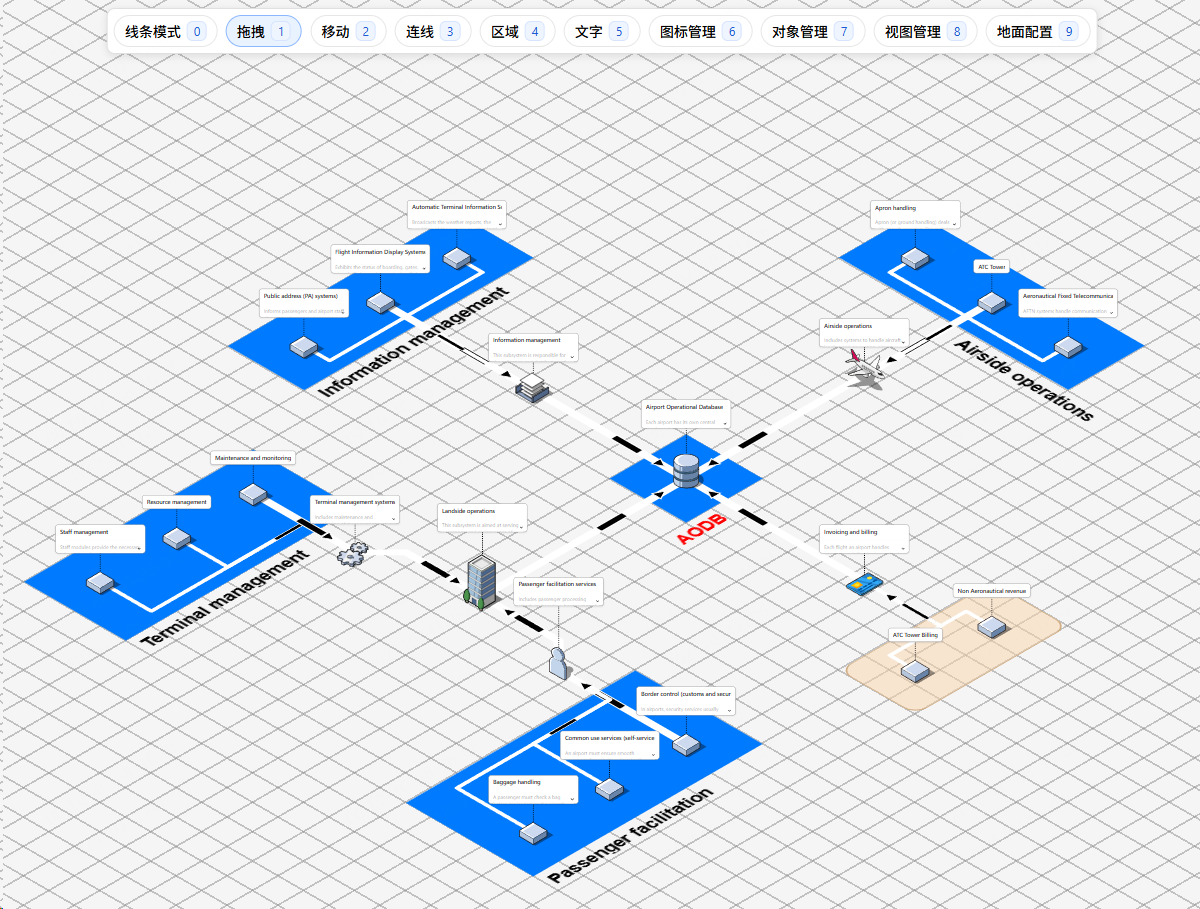 线条模式 0 拖拽 1 移动 2 连线 3 区域 4 文字 5 图标管理 6 对象管理 7 视图管理 8 地面配置 9
Automatic Terminal Information S
Broadcasts the weather reports, the
Flight Information Display Systems
Exhibits the status of boarding, gates
Public address (PA) systems)
Informs passengers and airport sta
Information management
Information management
This subsystem is responsible for
Apron handling
Apron (or ground handling) deals
ATC Tower
Aeronautical Fixed Telecommunica
AFTN systems handle communication
Airside operations
Includes systems to handle aircraft
Airside operations
Airport Operational Database
Each airport has its own central
AODB
Maintenance and monitoring
Resource management
Staff management
Staff modules provide the necessary
Terminal management systems
Includes maintenance and
Terminal management
Landside operations
This subsystem is aimed at serving
Passenger facilitation services
Includes passenger processing
Invoicing and billing
Each flight an airport handles
Non Aeronautical revenue
ATC Tower Billing
Border control (customs and secur
In airports, security services usually
Common use services (self-service
An airport must ensure smooth
Baggage handling
A passenger must check a bag
Passenger facilitation